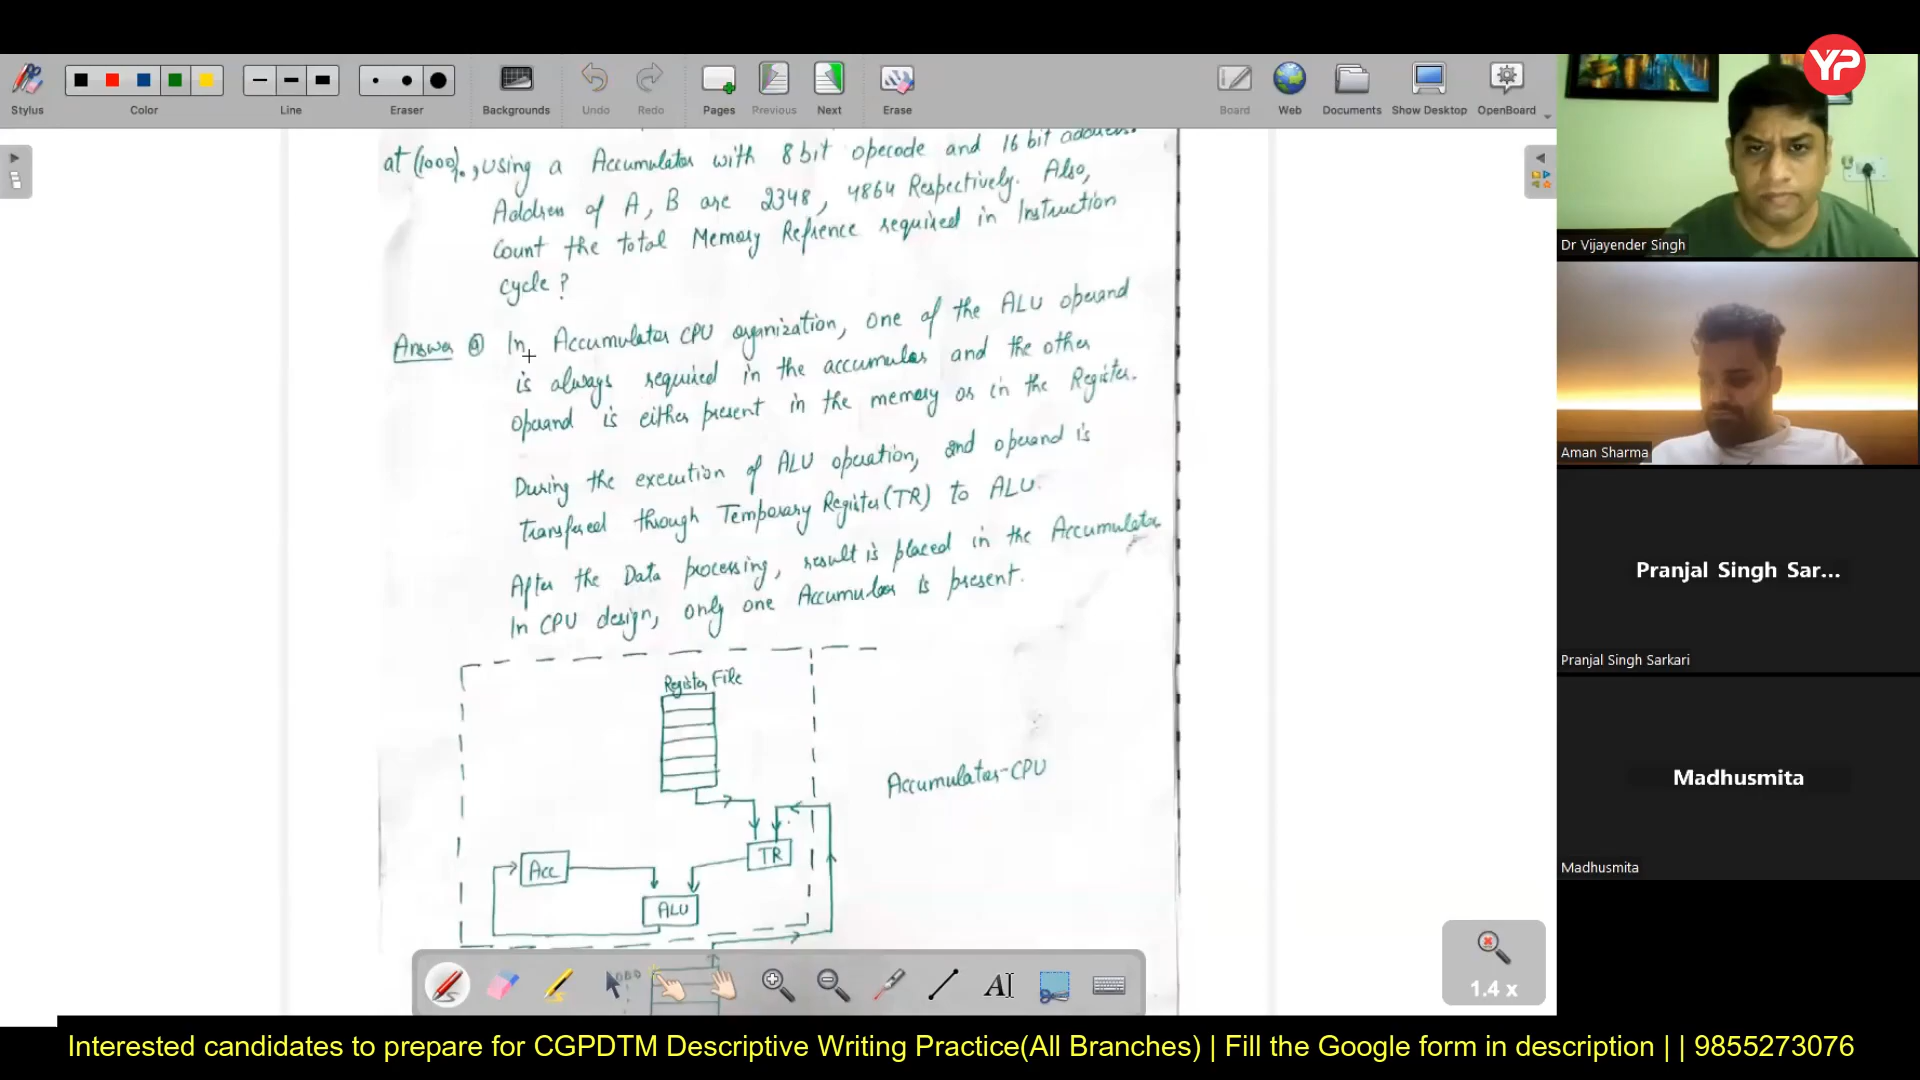 YP
Stylus
Color
Line
Eraser
Backgrounds
Undo
Redo
Pages
Previous
Next
Erase
Board
Web
Documents
Show Desktop
OpenBoard
at (1000), using a Accumulator with 8 bit opecode and 16 bit address.
Address of A, B are 2348, 4864 Respectively. Also,
Count the total Memory Refrence required in Instruction
cycle?
Answer a) In Accumulator CPU organization, one of the ALU operand
is always required in the accumulator and the other
operand is either present in the memory or in the Register.
During the execution of ALU operation, 2nd operand is
transfered through Temporary Register (TR) to ALU.
After the Data processing, result is placed in the Accumulator
In CPU design, only one Accumulator is present.
Register File
Accumulator-CPU
TR
Acc
ALU
1.4 x
Dr Vijayender Singh
Aman Sharma
Pranjal Singh Sar...
Pranjal Singh Sarkari
Madhusmita
Madhusmita
Interested candidates to prepare for CGPDTM Descriptive Writing Practice(All Branches) | Fill the Google form in description | | 9855273076